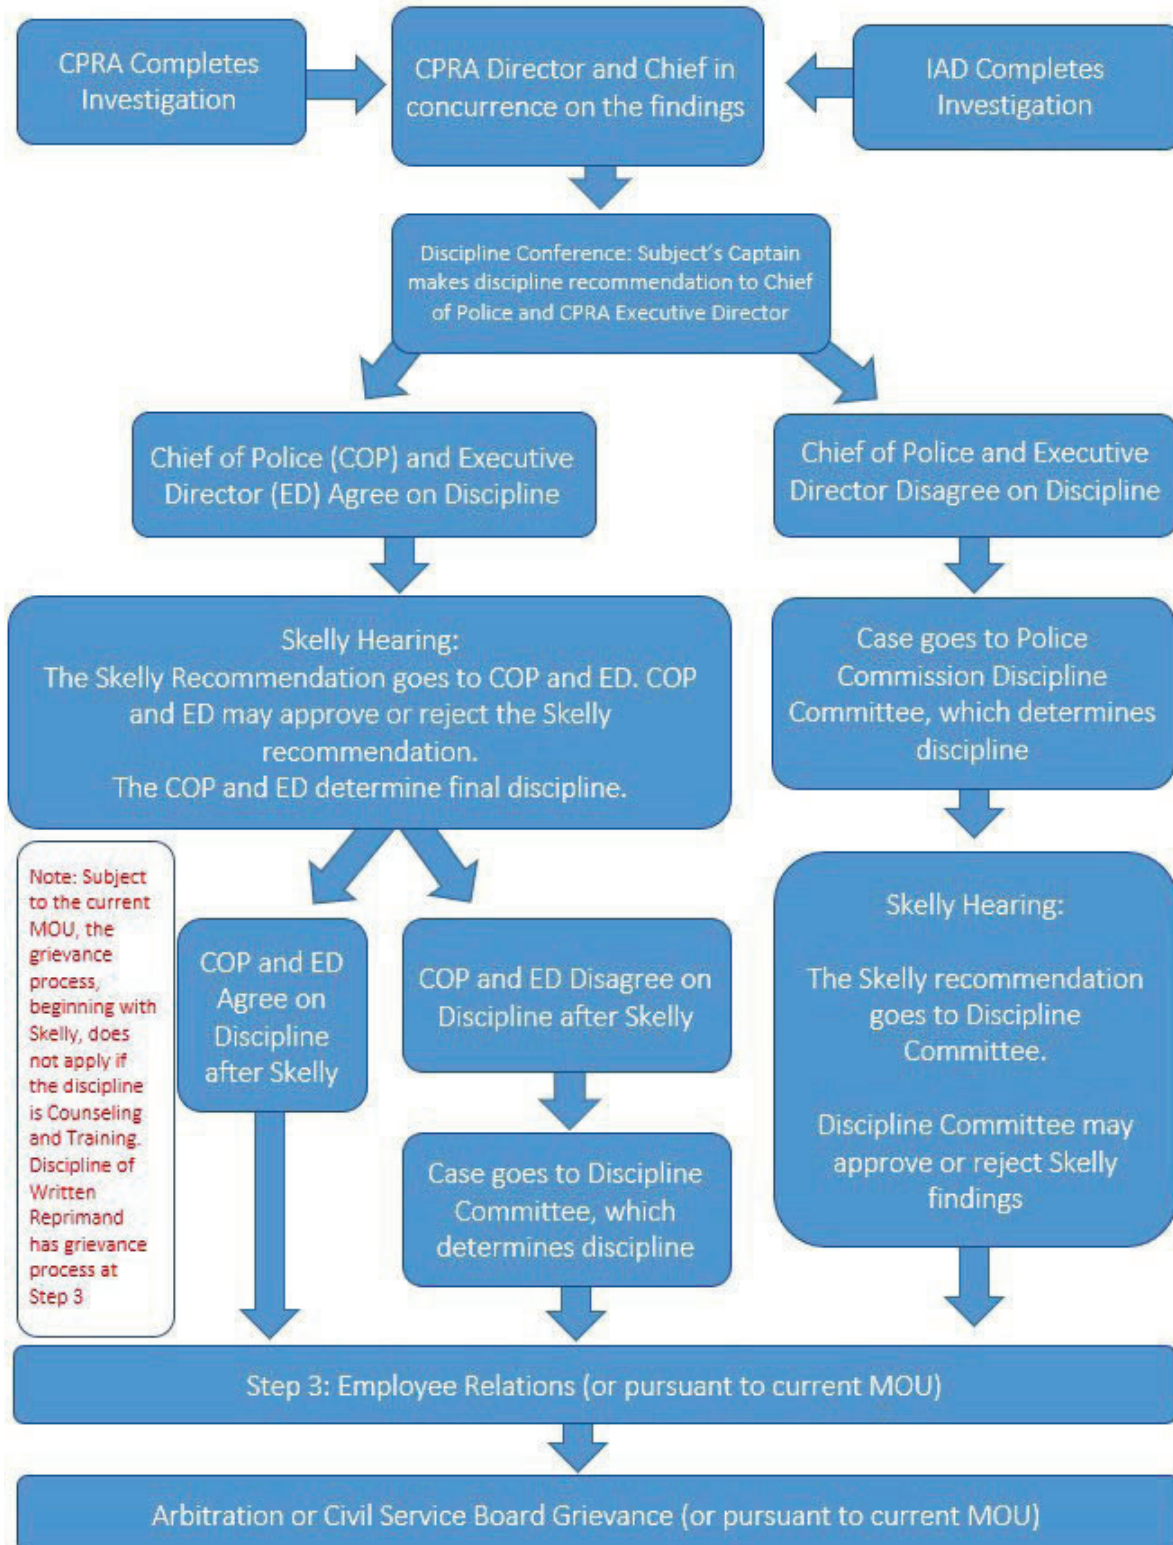 CPRA Completes
Investigation
CPRA Director and Chief in
concurrence on the findings
IAD Completes
Investigation
Discipline Conference: Subject's Captain
makes discipline recommendation to Chief
of Police and CPRA Executive Director
Chief of Police (COP) and Executive
Director (ED) Agree on Discipline
Chief of Police and Executive
Director Disagree on Discipline
Skelly Hearing:
The Skelly Recommendation goes to COP and ED. COP
and ED may approve or reject the Skelly
recommendation.
The COP and ED determine final discipline.
Case goes to Police
Commission Discipline
Committee, which determines
discipline
Note: Subject
to the current
MOU, the
grievance
process,
beginning with
Skelly, does
not apply if
the discipline
is Counseling
and Training.
Discipline of
Written
Reprimand
has grievance
process at
Step 3
COP and ED
Agree on
Discipline
after Skelly
COP and ED Disagree on
Discipline after Skelly
Case goes to Discipline
Committee, which
determines discipline
Skelly Hearing:
The Skelly recommendation
goes to Discipline
Committee.
Discipline Committee may
approve or reject Skelly
findings
Step 3: Employee Relations (or pursuant to current MOU)
Arbitration or Civil Service Board Grievance (or pursuant to current MOU)